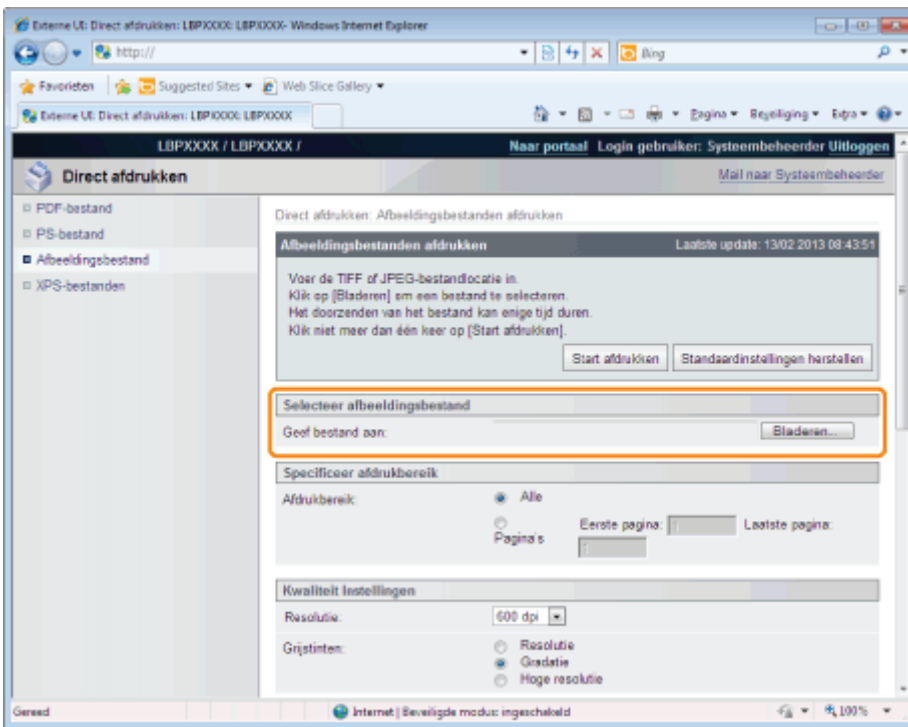 Externe UI: Direct afdrukken: LBPXXXX: LBPXXXX- Windows Internet Explorer
http://
Bing
Favorieten Suggested Sites Web Slice Gallery
Externe UI: Direct afdrukken: LBPXXXX: LBPXXXX
Pagina Beveiliging Extra
LBPXXXX / LBPXXXX /
Naar portaal Login gebruiker: Systeembeheerder Uitloggen
Direct afdrukken
Mail naar Systeembeheerder
PDF-bestand
PS-bestand
Afbeeldingsbestand
XPS-bestanden
Direct afdrukken: Afbeeldingsbestanden afdrukken
Afbeeldingsbestanden afdrukken Laatste update: 13/02 2013 08:43:51
Voer de TIFF of JPEG-bestandlocatie in.
Klik op [Bladeren] om een bestand te selecteren.
Het doorzenden van het bestand kan enige tijd duren.
Klik niet meer dan één keer op [Start afdrukken].
Start afdrukken Standaardinstellingen herstellen
Selecteer afbeeldingsbestand
Geef bestand aan: Bladeren...
Specificeer afdrukbereik
Afdrukbereik: Alle
Pagina's Eerste pagina: 1 Laatste pagina:
1
Kwaliteit Instellingen
Resolutie: 600 dpi
Grijstinten: Resolutie
Gradatie
Hoge resolutie
Gereed Internet | Beveiligde modus: ingeschakeld 100%